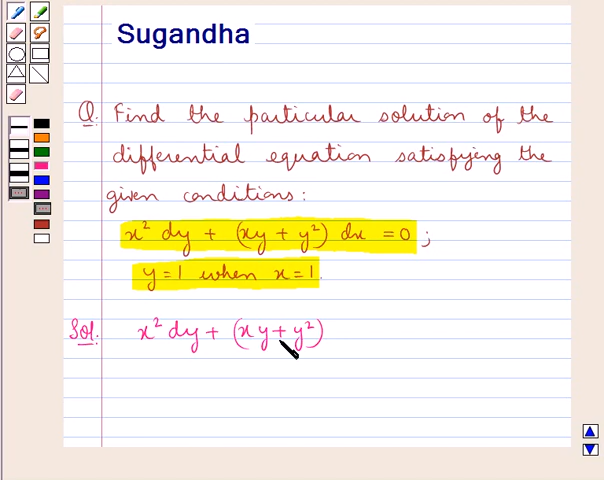 Sugandha
Q. Find the particular solution of the
differential equation satisfying the
given conditions:
x² dy + (xy + y²) dx = 0 ;
y = 1 when x = 1.
Sol. x² dy + (xy + y²)